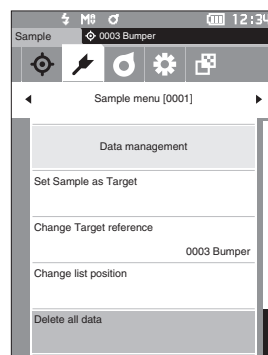 12:34
Sample 0003 Bumper
Sample menu [0001]
Data management
Set Sample as Target
Change Target reference
0003 Bumper
Change list position
Delete all data